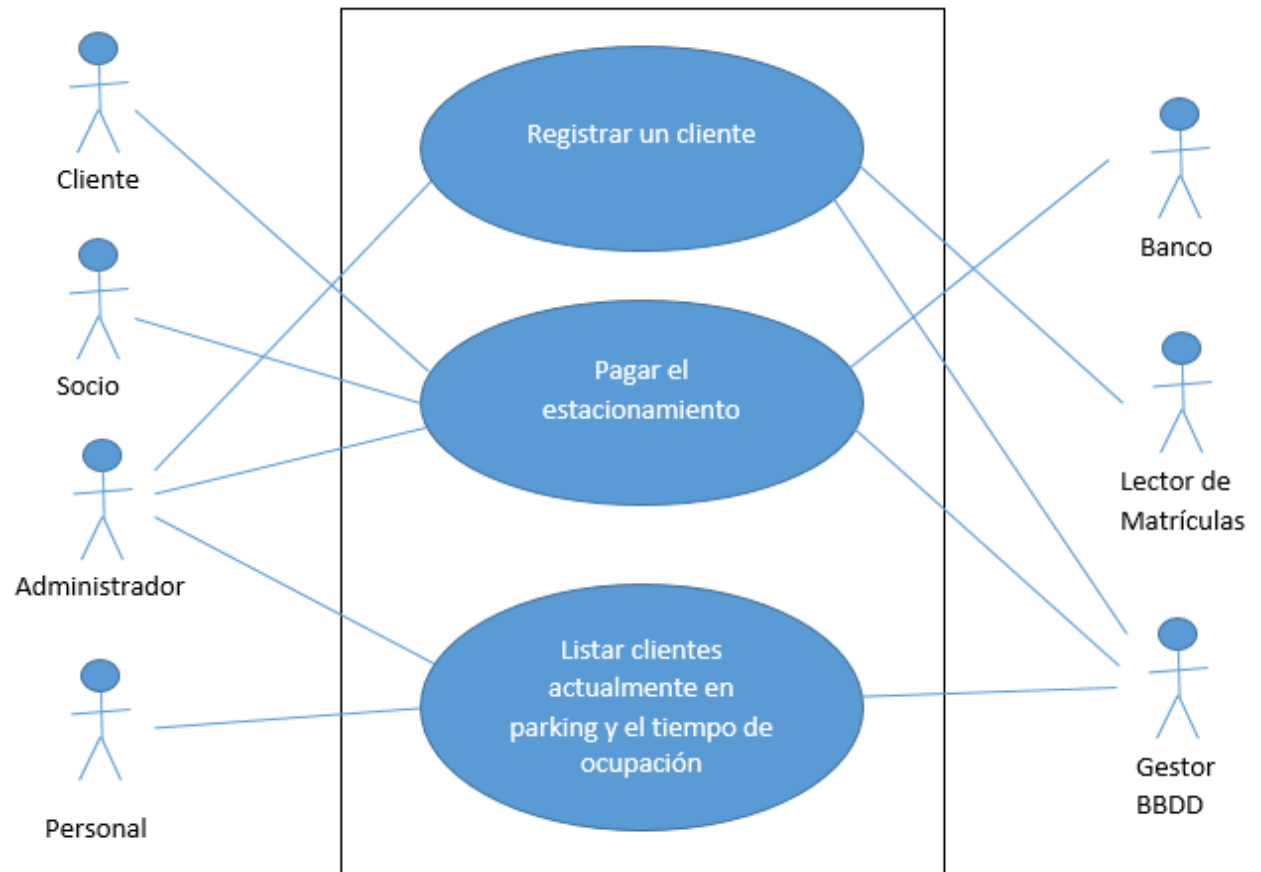 Cliente
Socio
Administrador
Personal
Registrar un cliente
Pagar el
estacionamiento
Listar clientes
actualmente en
parking y el tiempo de
ocupación
Banco
Lector de
Matrículas
Gestor
BBDD